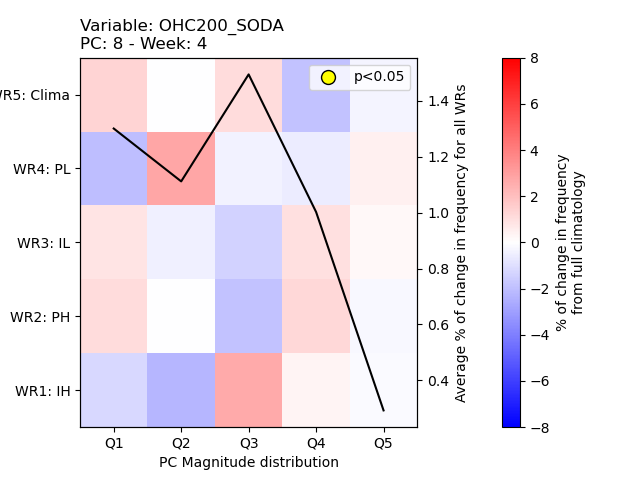 Variable: OHC200_SODA
PC: 8 - Week: 4
p<0.05
WR5: Clima
WR4: PL
WR3: IL
WR2: PH
WR1: IH
Q1 Q2 Q3 Q4 Q5
PC Magnitude distribution
1.4
1.2
1.0
0.8
0.6
0.4
Average % of change in frequency for all WRs
8
6
4
2
0
−2
−4
−6
−8
% of change in frequency
from full climatology